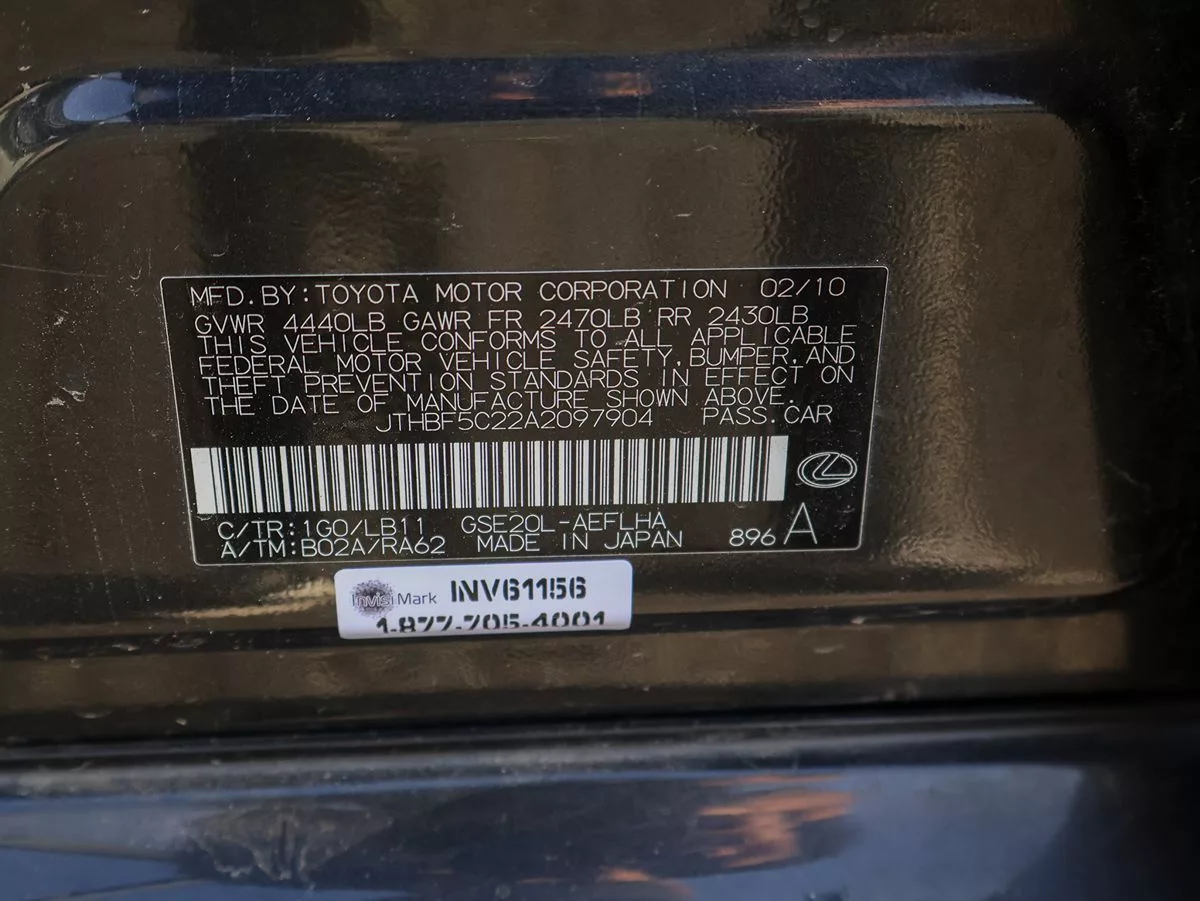 MFD. BY: TOYOTA MOTOR CORPORATION 02/10
GVWR 4440LB GAWR FR 2470LB RR 2430LB
THIS VEHICLE CONFORMS TO ALL APPLICABLE
FEDERAL MOTOR VEHICLE SAFETY, BUMPER, AND
THEFT PREVENTION STANDARDS IN EFFECT ON
THE DATE OF MANUFACTURE SHOWN ABOVE.
JTHBF5C22A2097904 PASS. CAR
C/TR: 1G0/LB11 GSE20L-AEFLHA
A/TM: B02A/RA62 MADE IN JAPAN 896 A
InvisiMark INV61156
1-877-705-4001